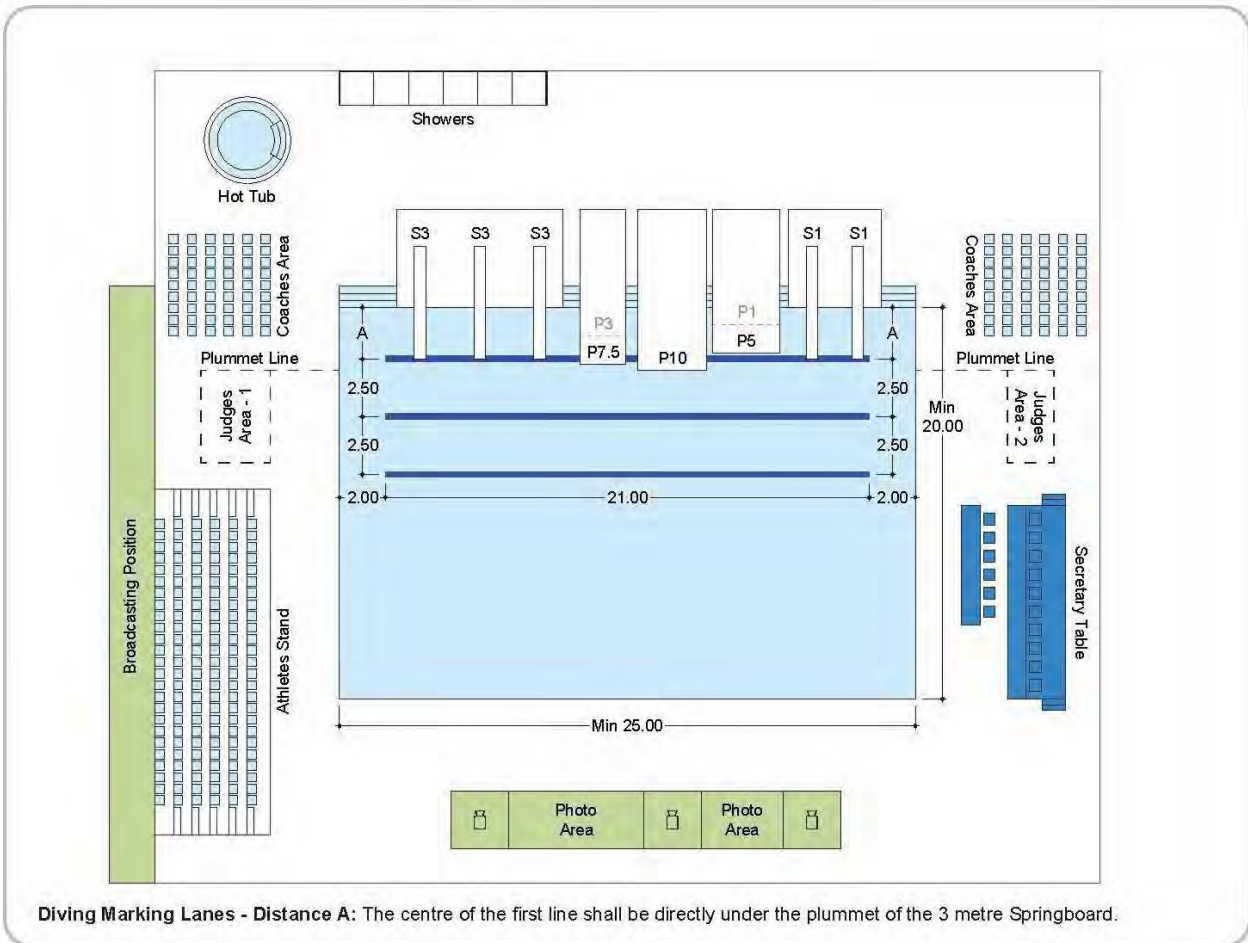 Showers
Hot Tub
S3
S3
S3
S1
S1
Coaches Area
Coaches Area
A
P3
P1
A
P7.5
P10
P5
Plummet Line
Plummet Line
2.50
2.50
Judges
Area - 1
Min
20.00
Judges
Area - 2
2.50
2.50
2.00
21.00
2.00
Broadcasting Position
Athletes Stand
Secretary Table
Min 25.00
Photo
Area
Photo
Area
Diving Marking Lanes - Distance A: The centre of the first line shall be directly under the plummet of the 3 metre Springboard.